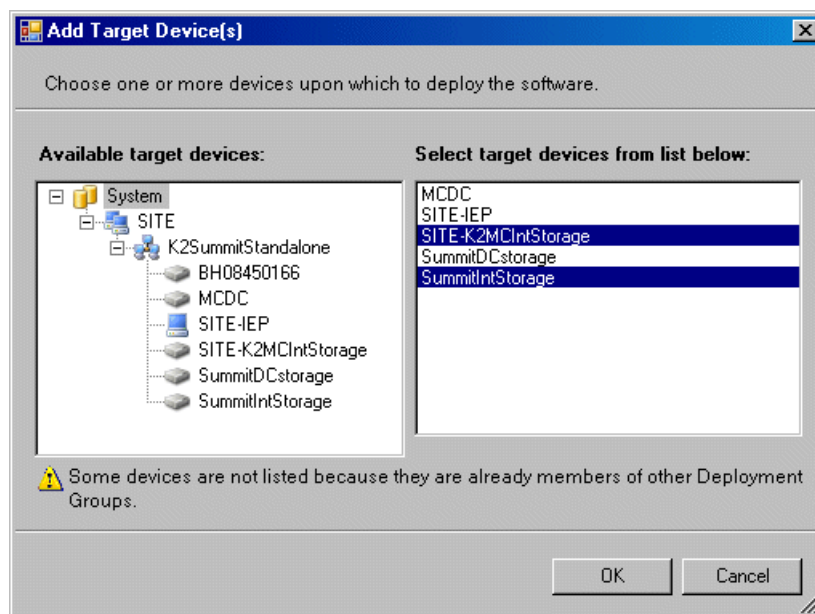 Add Target Device(s)
Choose one or more devices upon which to deploy the software.
Available target devices:
System
SITE
K2SummitStandalone
BH08450166
MCDC
SITE-IEP
SITE-K2MCIntStorage
SummitDCstorage
SummitIntStorage
Select target devices from list below:
MCDC
SITE-IEP
SITE-K2MCIntStorage
SummitDCstorage
SummitIntStorage
Some devices are not listed because they are already members of other Deployment
Groups.
OK
Cancel